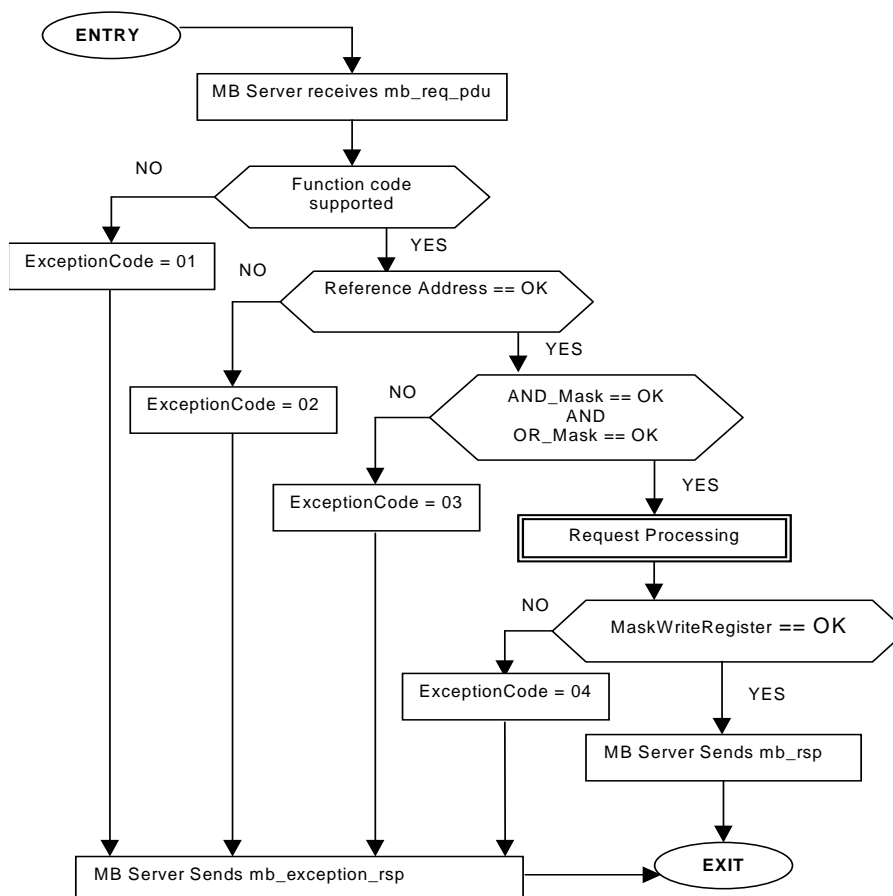 ENTRY
MB Server receives mb_req_pdu
NO
Function code
supported
YES
ExceptionCode = 01
NO
Reference Address == OK
YES
ExceptionCode = 02
NO
AND_Mask == OK
AND
OR_Mask == OK
YES
ExceptionCode = 03
Request Processing
NO
MaskWriteRegister == OK
ExceptionCode = 04
YES
MB Server Sends mb_rsp
MB Server Sends mb_exception_rsp
EXIT